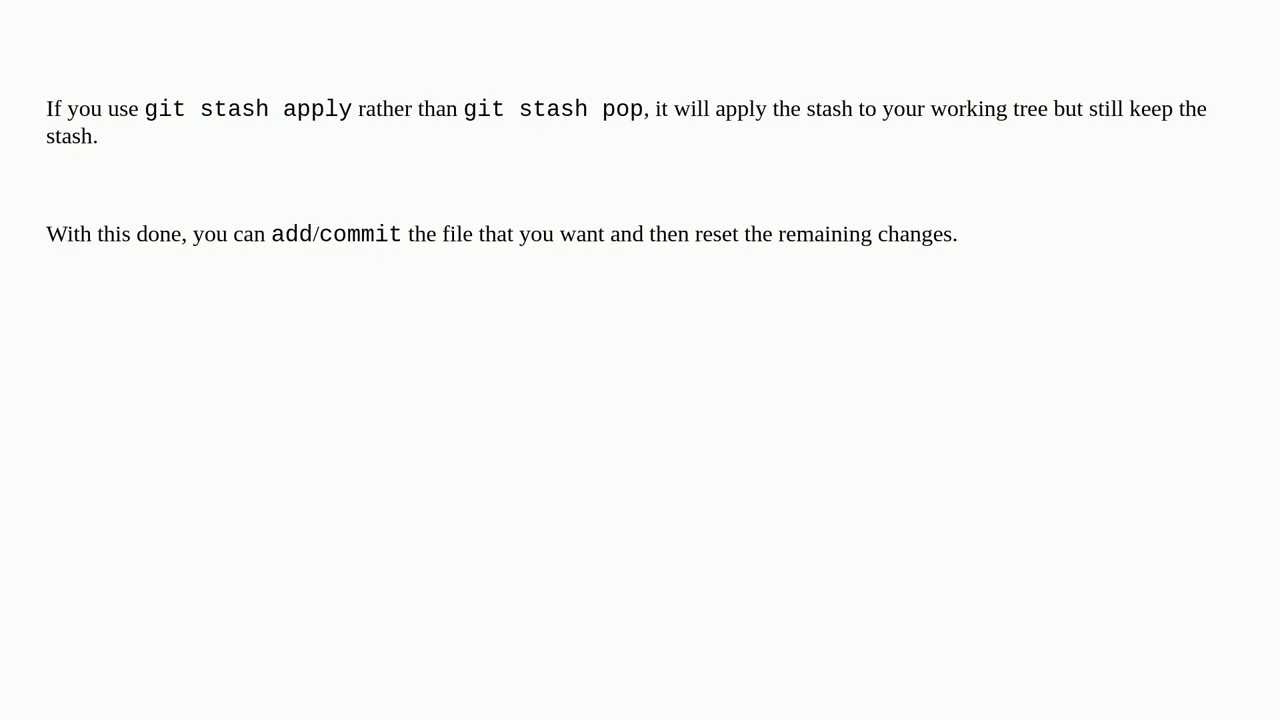 If you use git stash apply rather than git stash pop, it will apply the stash to your working tree but still keep the
stash.
With this done, you can add/commit the file that you want and then reset the remaining changes.